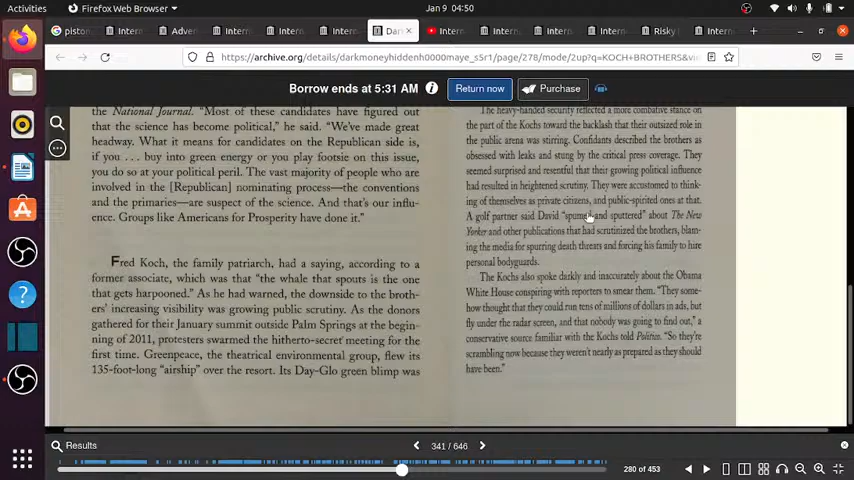 Activities
Firefox Web Browser
Jan 9 04:50
pisto
Intern
Adver
Intern
Intern
Intern
Dar
Intern
Intern
Intern
Intern
Intern
Risky
https://archive.org/details/darkmoneyhiddenh0000maye_s5r1/page/278/mode/2up?q=KOCH+BROTHERS&vi
Borrow ends at 5:31 AM
Return now
Purchase
the National Journal. “Most of these candidates have figured out
that the science has become political,” he said. “We’ve made great
headway. What it means for candidates on the Republican side is,
if you . . . buy into green energy or you play footsie on this issue,
you do so at your political peril. The vast majority of people who are
involved in the [Republican] nominating process—the conventions
and the primaries—are suspect of the science. And that’s our influ-
ence. Groups like Americans for Prosperity have done it.”
Fred Koch, the family patriarch, had a saying, according to a
former associate, which was that “the whale that spouts is the one
that gets harpooned.” As he had warned, the downside to the broth-
ers’ increasing visibility was growing public scrutiny. As the donors
gathered for their January summit outside Palm Springs at the begin-
ning of 2011, protesters swarmed the hitherto-secret meeting for the
first time. Greenpeace, the theatrical environmental group, flew its
135-foot-long “airship” over the resort. Its Day-Glo green blimp was
The heavy-handed security reflected a more combative stance on
the part of the Kochs toward the backlash that their outsized role in
the public arena was stirring. Confidants described the brothers as
obsessed with leaks and stung by the critical press coverage. They
seemed surprised and resentful that their growing political influence
had resulted in heightened scrutiny. They were accustomed to think-
ing of themselves as private citizens, and public-spirited ones at that.
A golf partner said David “spumed and sputtered” about The New
Yorker and other publications that had scrutinized the brothers, blam-
ing the media for spurring death threats and forcing his family to hire
personal bodyguards.
The Kochs also spoke darkly and inaccurately about the Obama
White House conspiring with reporters to smear them. “They some-
how thought that they could run tens of millions of dollars in ads, but
fly under the radar screen, and that nobody was going to find out,” a
conservative source familiar with the Kochs told Politico. “So they’re
scrambling now because they weren’t nearly as prepared as they should
have been.”
Results
341 / 646
280 of 453